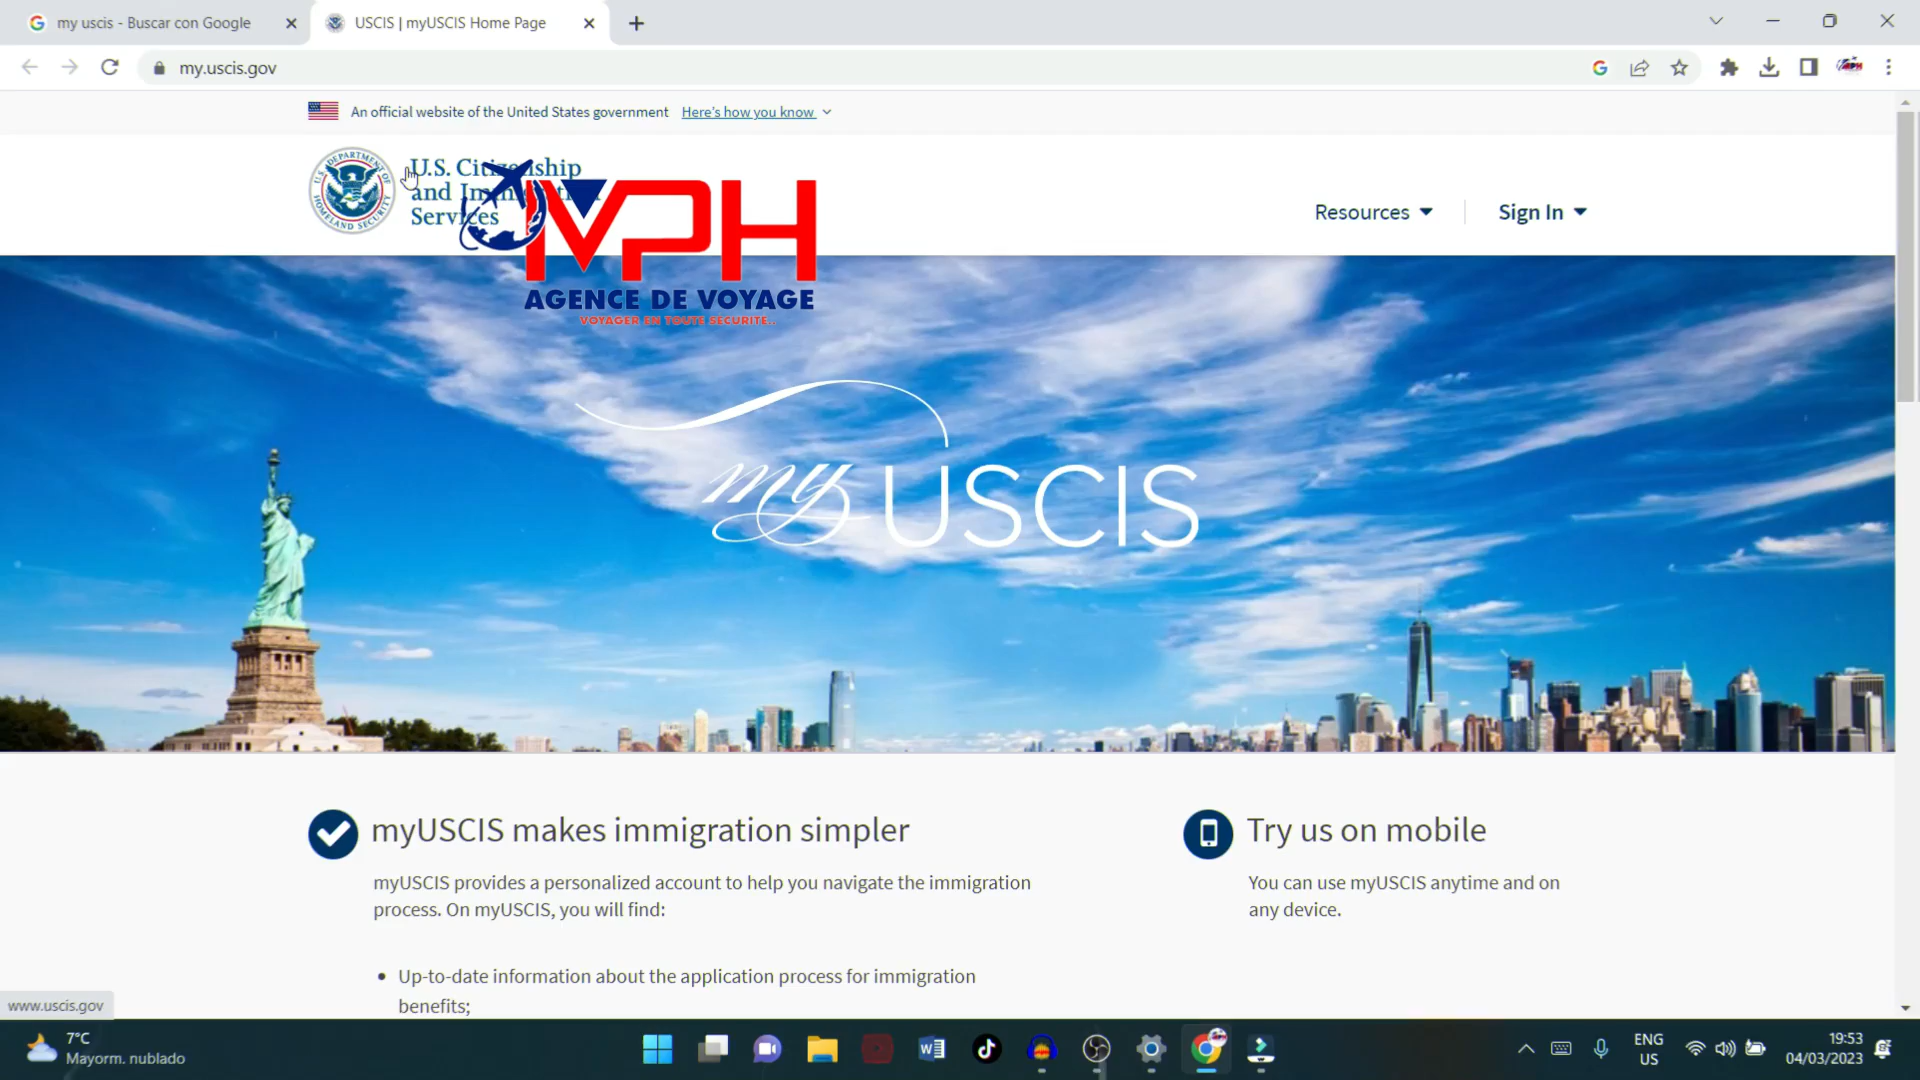 my uscis - Buscar con Google
USCIS | myUSCIS Home Page
my.uscis.gov
An official website of the United States government Here's how you know
U.S. Citizenship
and Immigration
Services
MPH
AGENCE DE VOYAGE
VOYAGER EN TOUTE SECURITE..
Resources
Sign In
my USCIS
myUSCIS makes immigration simpler
myUSCIS provides a personalized account to help you navigate the immigration
process. On myUSCIS, you will find:
• Up-to-date information about the application process for immigration
benefits;
Try us on mobile
You can use myUSCIS anytime and on
any device.
www.uscis.gov
7°C
Mayorm. nublado
ENG
US
19:53
04/03/2023